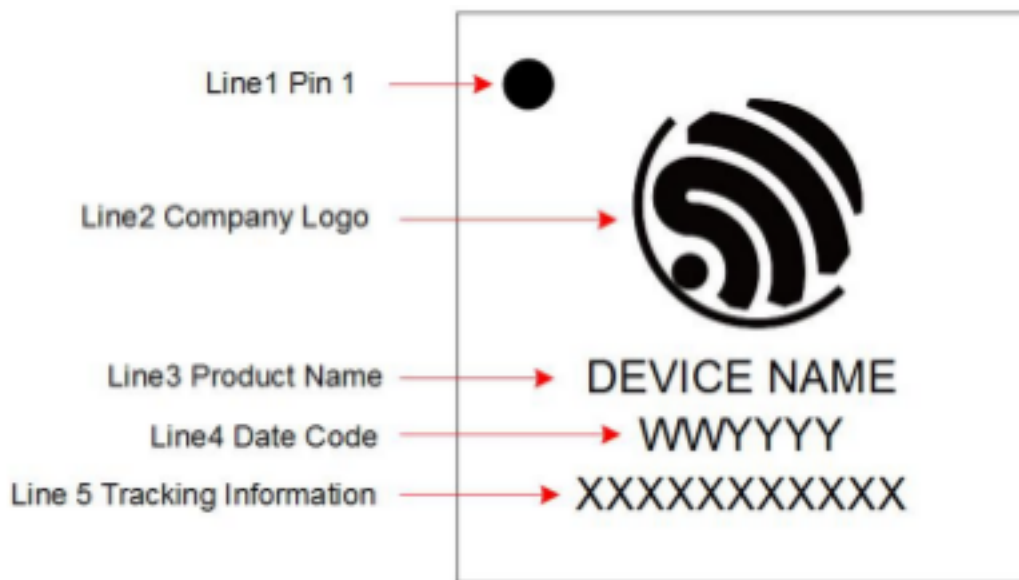 Line1 Pin 1
Line2 Company Logo
Line3 Product Name
DEVICE NAME
Line4 Date Code
WWYYYY
Line 5 Tracking Information
XXXXXXXXXXX